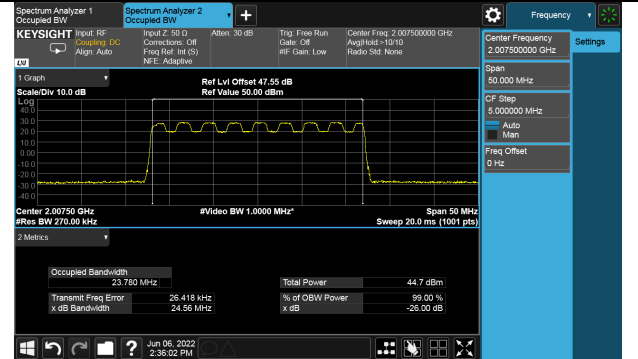 Spectrum Analyzer 1
Occupied BW
Spectrum Analyzer 2
Occupied BW
Frequency
KEYSIGHT
Input: RF
Coupling: DC
Align: Auto
Input Z: 50 Ω
Corrections: Off
Freq Ref: Int (S)
NFE: Adaptive
Atten: 30 dB
Trig: Free Run
Gate: Off
#IF Gain: Low
Center Freq: 2.007500000 GHz
Avg|Hold:>10/10
Radio Std: None
LXI
Center Frequency
2.007500000 GHz
Settings
Span
50.000 MHz
CF Step
5.000000 MHz
Auto
Man
Freq Offset
0 Hz
1 Graph
Scale/Div 10.0 dB
Ref Lvl Offset 47.55 dB
Ref Value 50.00 dBm
Log
40.0
30.0
20.0
10.0
0.00
-10.0
-20.0
-30.0
-40.0
Center 2.00750 GHz
#Res BW 270.00 kHz
#Video BW 1.0000 MHz*
Span 50 MHz
Sweep 20.0 ms (1001 pts)
2 Metrics
Occupied Bandwidth
23.780 MHz
Total Power
44.7 dBm
Transmit Freq Error
26.418 kHz
% of OBW Power
99.00 %
x dB Bandwidth
24.56 MHz
x dB
-26.00 dB
Jun 06, 2022
2:36:02 PM